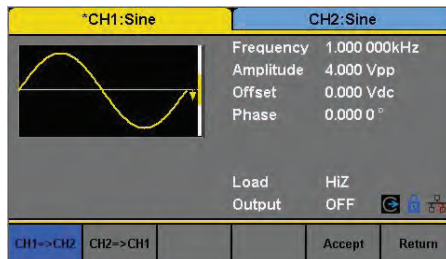 *CH1:Sine CH2:Sine
Frequency 1.000 000kHz
Amplitude 4.000 Vpp
Offset 0.000 Vdc
Phase 0.000 0°
Load HiZ
Output OFF
CH1=>CH2 CH2=>CH1 Accept Return